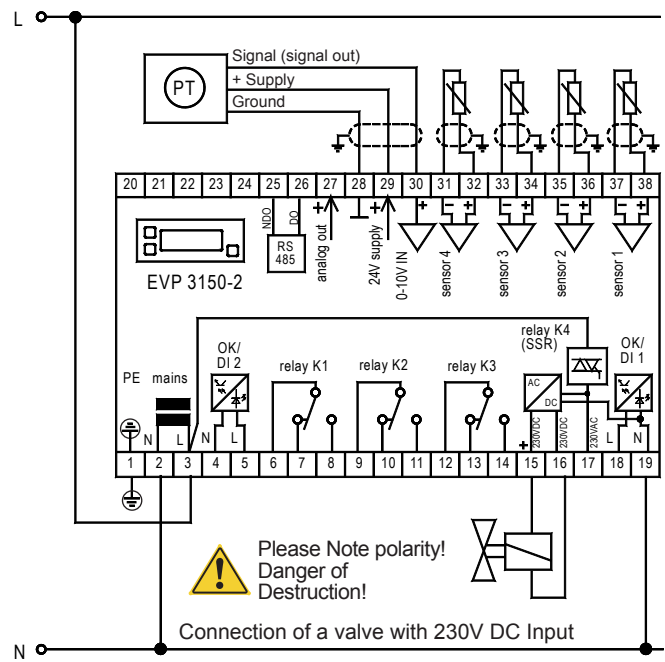 L
Signal (signal out)
+ Supply
Ground
PT
20 21 22 23 24 25 26 27 28 29 30 31 32 33 34 35 36 37 38
NDO
DO
+
+
+
- +
- +
- +
- +
RS
485
analog out
24V supply
0-10V IN
sensor 4
sensor 3
sensor 2
sensor 1
EVP 3150-2
relay K4
(SSR)
OK/
DI 2
OK/
DI 1
PE mains
relay K1
relay K2
relay K3
AC
DC
N L N L
+
230VDC
230VDC
230VAC
L N
1 2 3 4 5 6 7 8 9 10 11 12 13 14 15 16 17 18 19
Please Note polarity!
Danger of
Destruction!
Connection of a valve with 230V DC Input
N